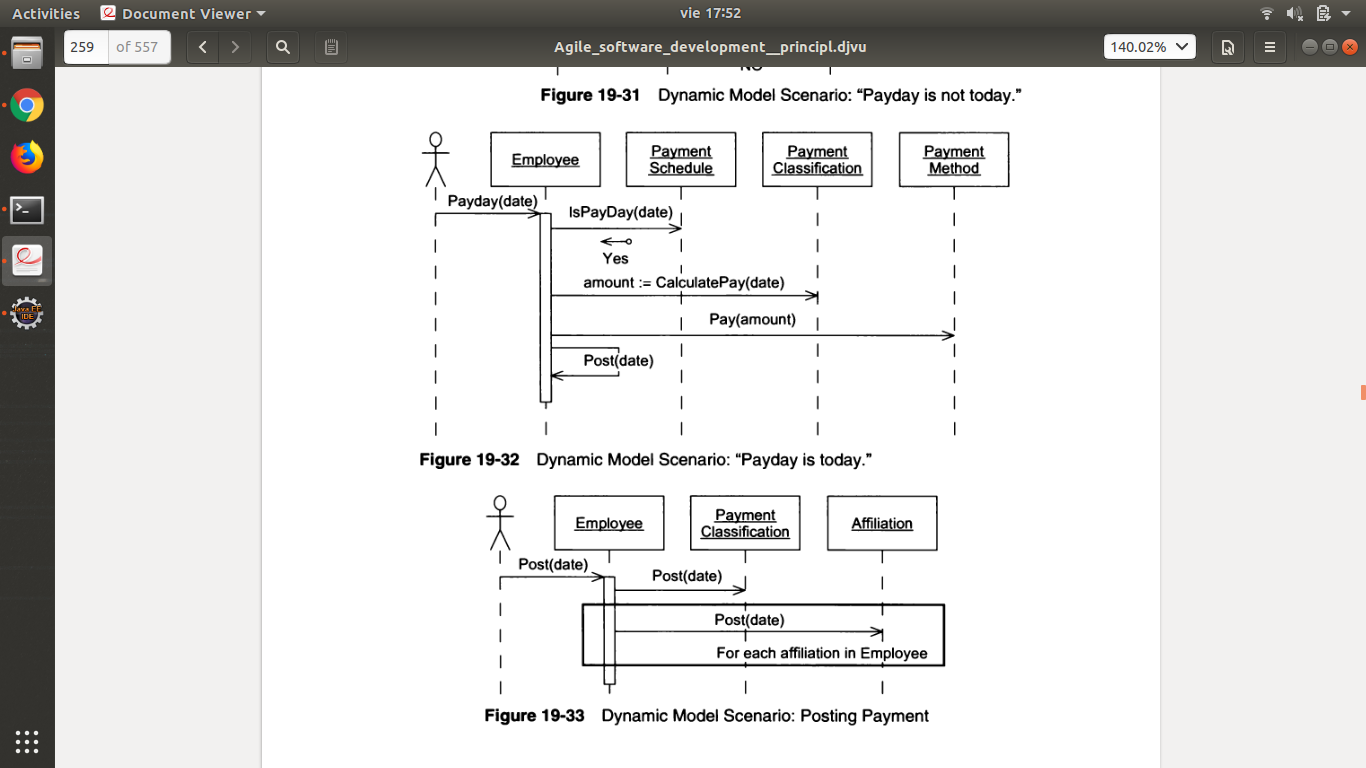 Activities
Document Viewer
vie 17:52
259
of 557
Agile_software_development__principl.djvu
140.02%
NO
Figure 19-31 Dynamic Model Scenario: “Payday is not today.”
Employee
Payment
Schedule
Payment
Classification
Payment
Method
Payday(date)
IsPayDay(date)
Yes
amount := CalculatePay(date)
Pay(amount)
Post(date)
Figure 19-32 Dynamic Model Scenario: “Payday is today.”
Employee
Payment
Classification
Affiliation
Post(date)
Post(date)
Post(date)
For each affiliation in Employee
Figure 19-33 Dynamic Model Scenario: Posting Payment